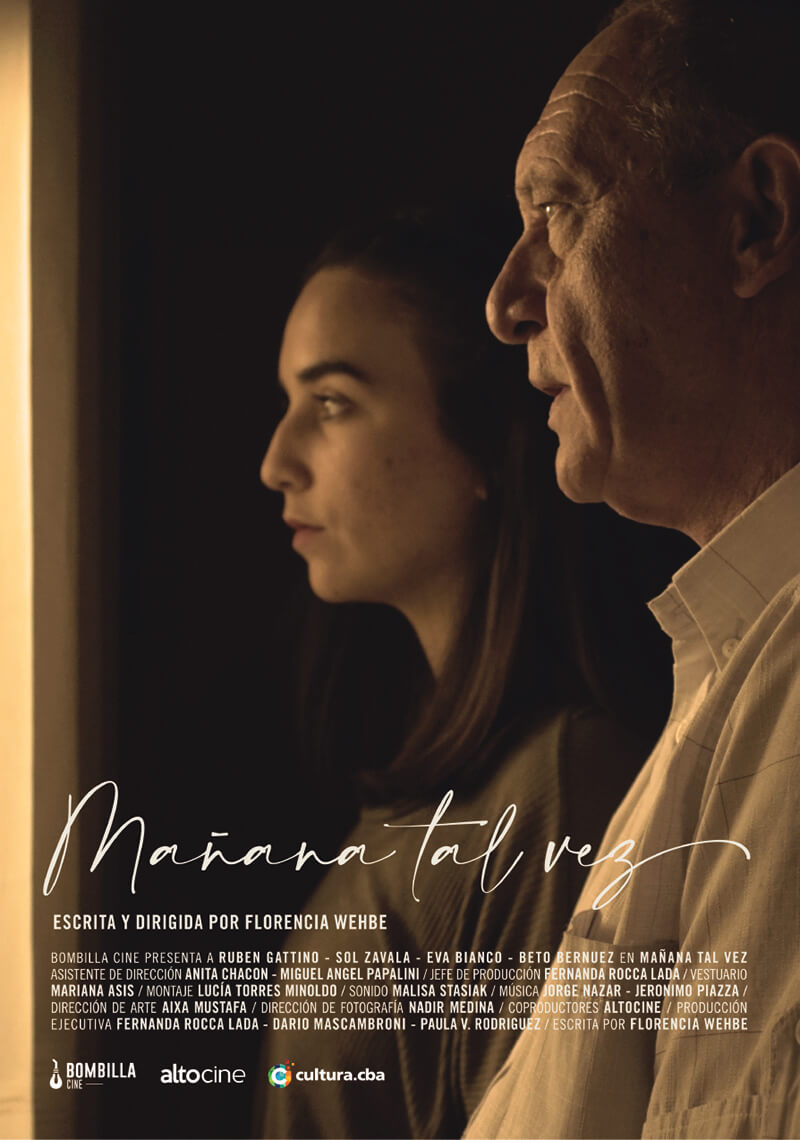 Mañana tal vez
ESCRITA Y DIRIGIDA POR FLORENCIA WEHBE
BOMBILLA CINE PRESENTA A RUBEN GATTINO - SOL ZAVALA - EVA BIANCO - BETO BERNUEZ EN MAÑANA TAL VEZ
ASISTENTE DE DIRECCIÓN ANITA CHACON - MIGUEL ANGEL PAPALINI / JEFE DE PRODUCCIÓN FERNANDA ROCCA LADA / VESTUARIO
MARIANA ASIS / MONTAJE LUCÍA TORRES MINOLDO / SONIDO MALISA STASIAK / MÚSICA JORGE NAZAR - JERONIMO PIAZZA /
DIRECCIÓN DE ARTE AIXA MUSTAFA / DIRECCIÓN DE FOTOGRAFÍA NADIR MEDINA / COPRODUCTORES ALTOCINE / PRODUCCIÓN
EJECUTIVA FERNANDA ROCCA LADA - DARIO MASCAMBRONI - PAULA V. RODRIGUEZ / ESCRITA POR FLORENCIA WEHBE
BOMBILLA CINE altocine cultura.cba